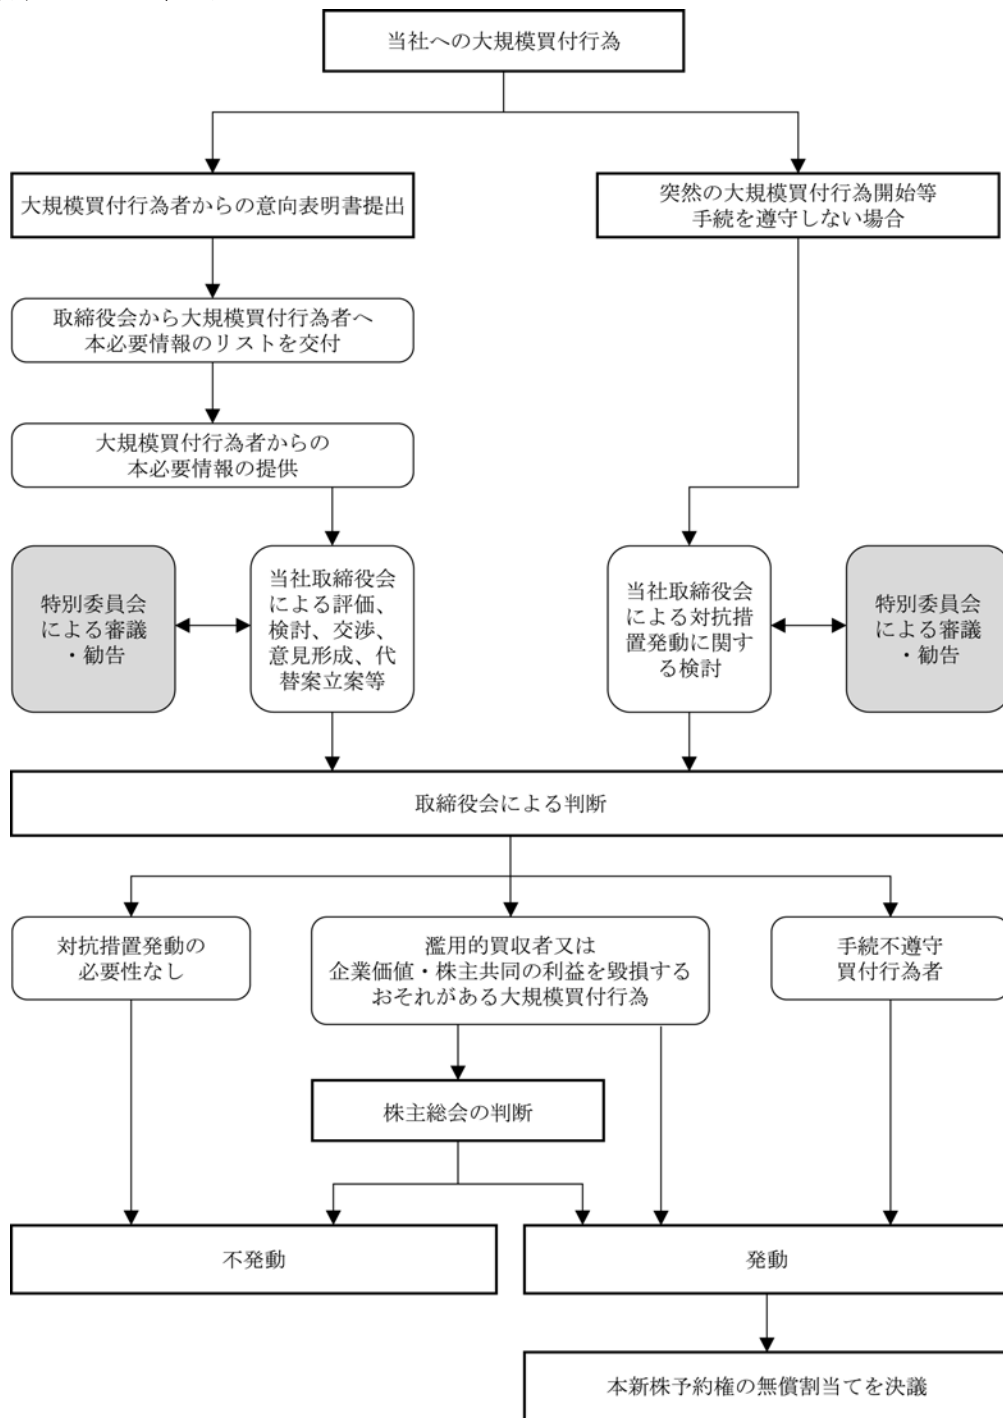 当社への大規模買付行為
大規模買付行為者からの意向表明書提出
突然の大規模買付行為開始等
手続を遵守しない場合
取締役会から大規模買付行為者へ
本必要情報のリストを交付
大規模買付行為者からの
本必要情報の提供
特別委員会
による審議
・勧告
当社取締役会
による評価、
検討、交渉、
意見形成、代
替案立案等
当社取締役会
による対抗措
置発動に関す
る検討
特別委員会
による審議
・勧告
取締役会による判断
対抗措置発動の
必要性なし
濫用的買収者又は
企業価値・株主共同の利益を毀損する
おそれがある大規模買付行為
手続不遵守
買付行為者
株主総会の判断
不発動
発動
本新株予約権の無償割当てを決議